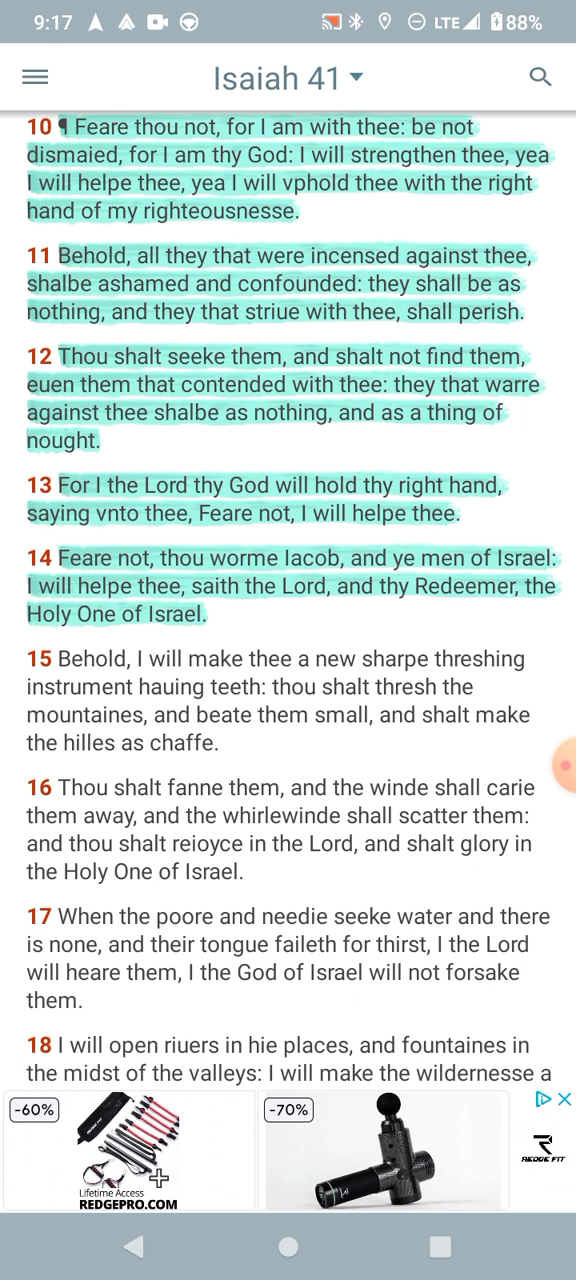 9:17
LTE 88%
Isaiah 41
10 ¶ Feare thou not, for I am with thee: be not
dismaied, for I am thy God: I will strengthen thee, yea
I will helpe thee, yea I will vphold thee with the right
hand of my righteousnesse.
11 Behold, all they that were incensed against thee,
shalbe ashamed and confounded: they shall be as
nothing, and they that striue with thee, shall perish.
12 Thou shalt seeke them, and shalt not find them,
euen them that contended with thee: they that warre
against thee shalbe as nothing, and as a thing of
nought.
13 For I the Lord thy God will hold thy right hand,
saying vnto thee, Feare not, I will helpe thee.
14 Feare not, thou worme Iacob, and ye men of Israel:
I will helpe thee, saith the Lord, and thy Redeemer, the
Holy One of Israel.
15 Behold, I will make thee a new sharpe threshing
instrument hauing teeth: thou shalt thresh the
mountaines, and beate them small, and shalt make
the hilles as chaffe.
16 Thou shalt fanne them, and the winde shall carie
them away, and the whirlewinde shall scatter them:
and thou shalt reioyce in the Lord, and shalt glory in
the Holy One of Israel.
17 When the poore and needie seeke water and there
is none, and their tongue faileth for thirst, I the Lord
will heare them, I the God of Israel will not forsake
them.
18 I will open riuers in hie places, and fountaines in
the midst of the valleys: I will make the wildernesse a
-60%
Lifetime Access
REDGEPRO.COM
-70%
REDGE FIT